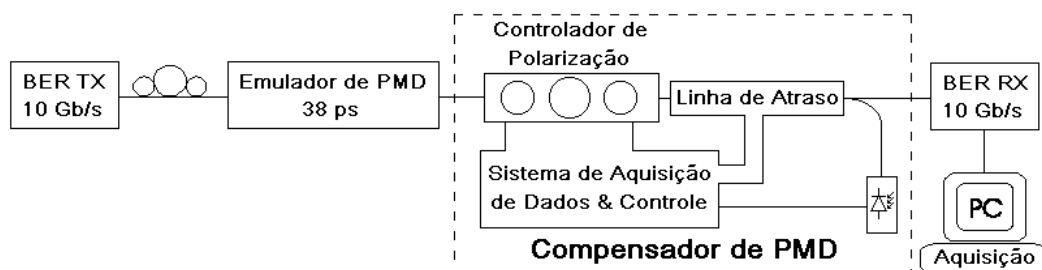 BER TX
10 Gb/s
Emulador de PMD
38 ps
Controlador de
Polarização
Linha de Atraso
BER RX
10 Gb/s
Sistema de Aquisição
de Dados & Controle
PC
Compensador de PMD
Aquisição